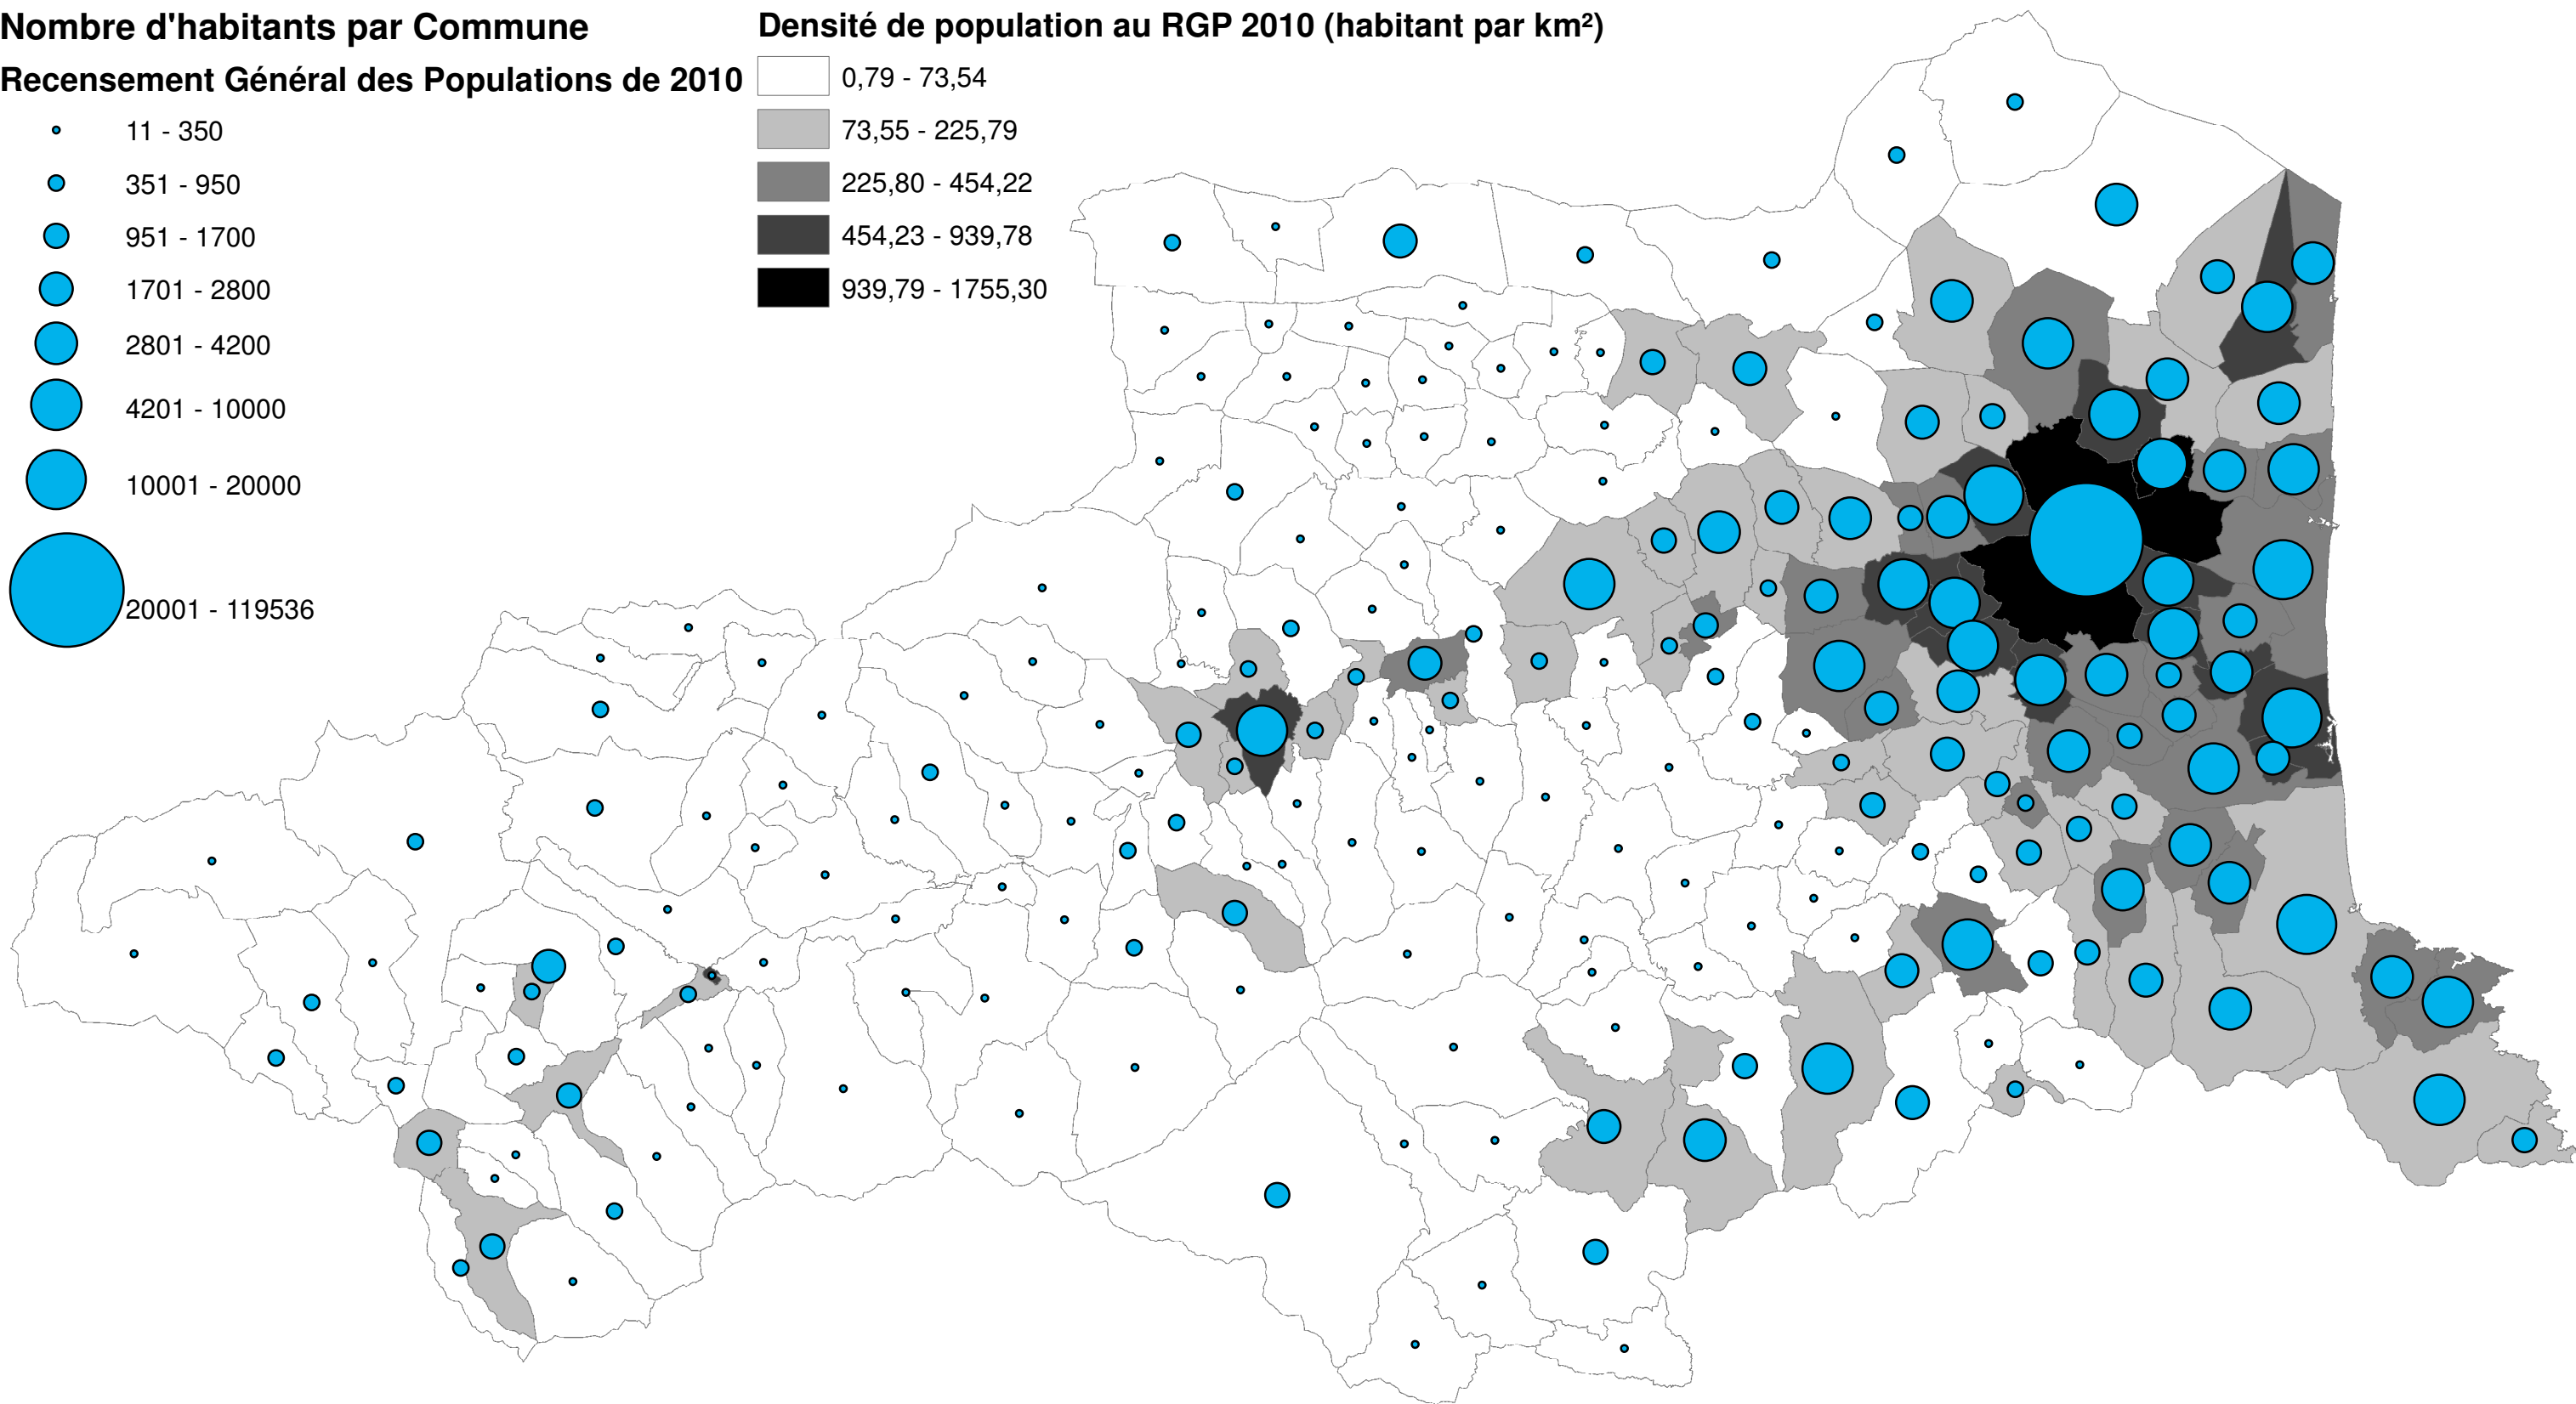 Nombre d'habitants par Commune
Recensement Général des Populations de 2010
11 - 350
351 - 950
951 - 1700
1701 - 2800
2801 - 4200
4201 - 10000
10001 - 20000
20001 - 119536
Densité de population au RGP 2010 (habitant par km²)
0,79 - 73,54
73,55 - 225,79
225,80 - 454,22
454,23 - 939,78
939,79 - 1755,30